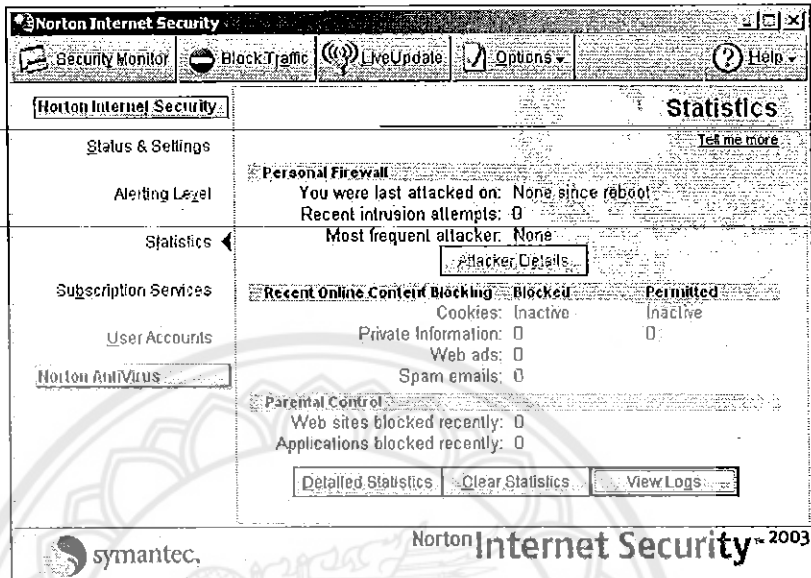 Norton Internet Security
Security Monitor Block Traffic LiveUpdate Options Help
Norton Internet Security
Statistics
Tell me more
Status & Settings
Alerting Level
Statistics
Subscription Services
User Accounts
Norton AntiVirus
Personal Firewall
You were last attacked on: None since reboot
Recent intrusion attempts: 0
Most frequent attacker: None
Attacker Details
Recent Online Content Blocking Blocked Permitted
Cookies: Inactive Inactive
Private Information: 0 0
Web ads: 0
Spam emails: 0
Parental Control
Web sites blocked recently: 0
Applications blocked recently: 0
Detailed Statistics Clear Statistics View Logs
symantec.
Norton Internet Security™ 2003